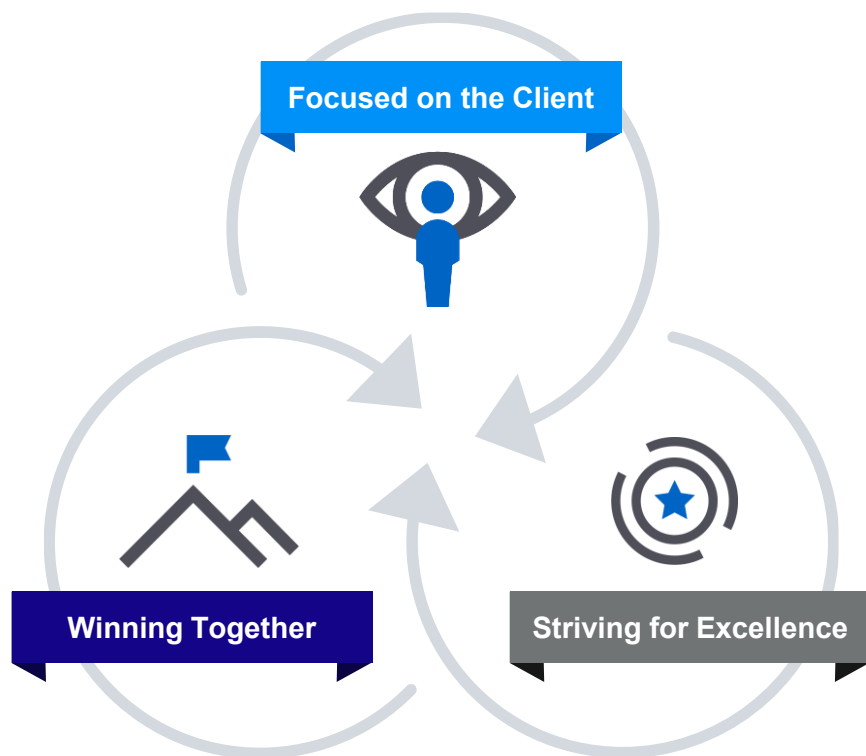 Focused on the Client
Winning Together
Striving for Excellence